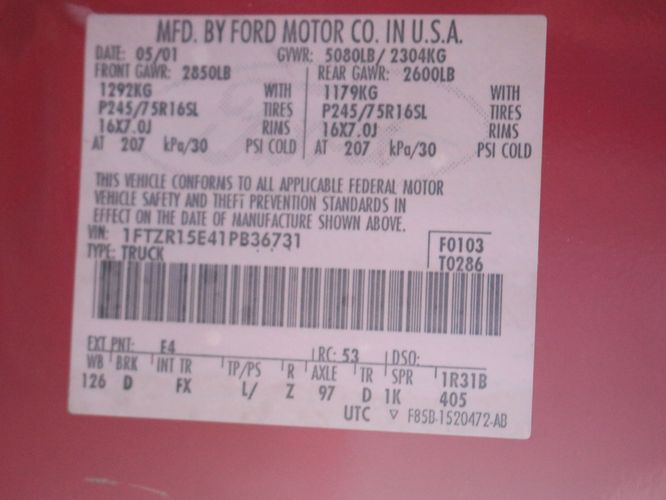 MFD. BY FORD MOTOR CO. IN U.S.A.
DATE: 05/01 GVWR: 5080LB/ 2304KG
FRONT GAWR: 2850LB REAR GAWR: 2600LB
1292KG WITH 1179KG WITH
P245/75R16SL TIRES P245/75R16SL TIRES
16X7.0J RIMS 16X7.0J RIMS
AT 207 kPa/30 PSI COLD AT 207 kPa/30 PSI COLD
THIS VEHICLE CONFORMS TO ALL APPLICABLE FEDERAL MOTOR
VEHICLE SAFETY AND THEFT PREVENTION STANDARDS IN
EFFECT ON THE DATE OF MANUFACTURE SHOWN ABOVE.
VIN: 1FTZR15E41PB36731 F0103
TYPE: TRUCK T0286
EXT PNT: E4 RC: 53 DSO:
WB BRK INT TR TP/PS R AXLE TR SPR 1R31B
126 D FX L/ Z 97 D 1K 405
UTC ▽ F85B-1520472-AB